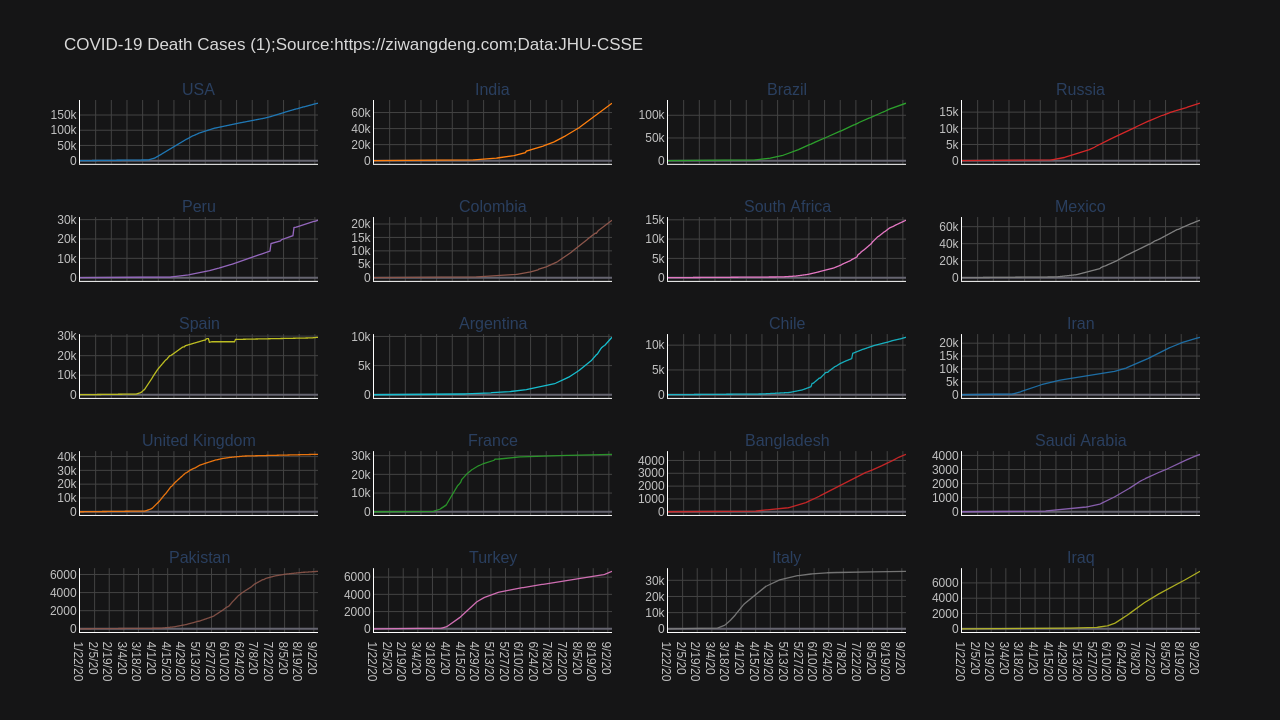 COVID-19 Death Cases (1);Source:https://ziwangdeng.com;Data:JHU-CSSE
USA
India
Brazil
Russia
150k
100k
50k
0
60k
40k
20k
0
100k
50k
0
15k
10k
5k
0
Peru
Colombia
South Africa
Mexico
30k
20k
10k
0
20k
15k
10k
5k
0
15k
10k
5k
0
60k
40k
20k
0
Spain
Argentina
Chile
Iran
30k
20k
10k
0
10k
5k
0
10k
5k
0
20k
15k
10k
5k
0
United Kingdom
France
Bangladesh
Saudi Arabia
40k
30k
20k
10k
0
30k
20k
10k
0
4000
3000
2000
1000
0
4000
3000
2000
1000
0
Pakistan
Turkey
Italy
Iraq
6000
4000
2000
0
6000
4000
2000
0
30k
20k
10k
0
6000
4000
2000
0
1/22/20
2/5/20
2/19/20
3/4/20
3/18/20
4/1/20
4/15/20
4/29/20
5/13/20
5/27/20
6/10/20
6/24/20
7/8/20
7/22/20
8/5/20
8/19/20
9/2/20
1/22/20
2/5/20
2/19/20
3/4/20
3/18/20
4/1/20
4/15/20
4/29/20
5/13/20
5/27/20
6/10/20
6/24/20
7/8/20
7/22/20
8/5/20
8/19/20
9/2/20
1/22/20
2/5/20
2/19/20
3/4/20
3/18/20
4/1/20
4/15/20
4/29/20
5/13/20
5/27/20
6/10/20
6/24/20
7/8/20
7/22/20
8/5/20
8/19/20
9/2/20
1/22/20
2/5/20
2/19/20
3/4/20
3/18/20
4/1/20
4/15/20
4/29/20
5/13/20
5/27/20
6/10/20
6/24/20
7/8/20
7/22/20
8/5/20
8/19/20
9/2/20